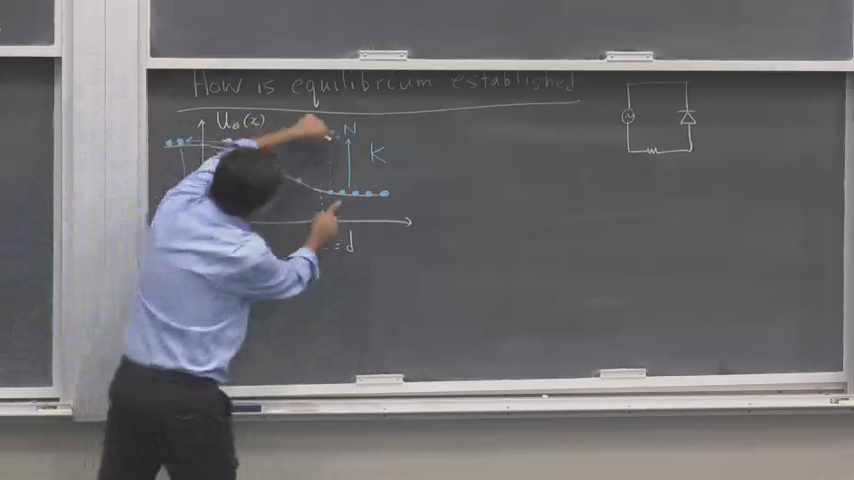 How is equilibrium established
U₀(x)
N
K
= d